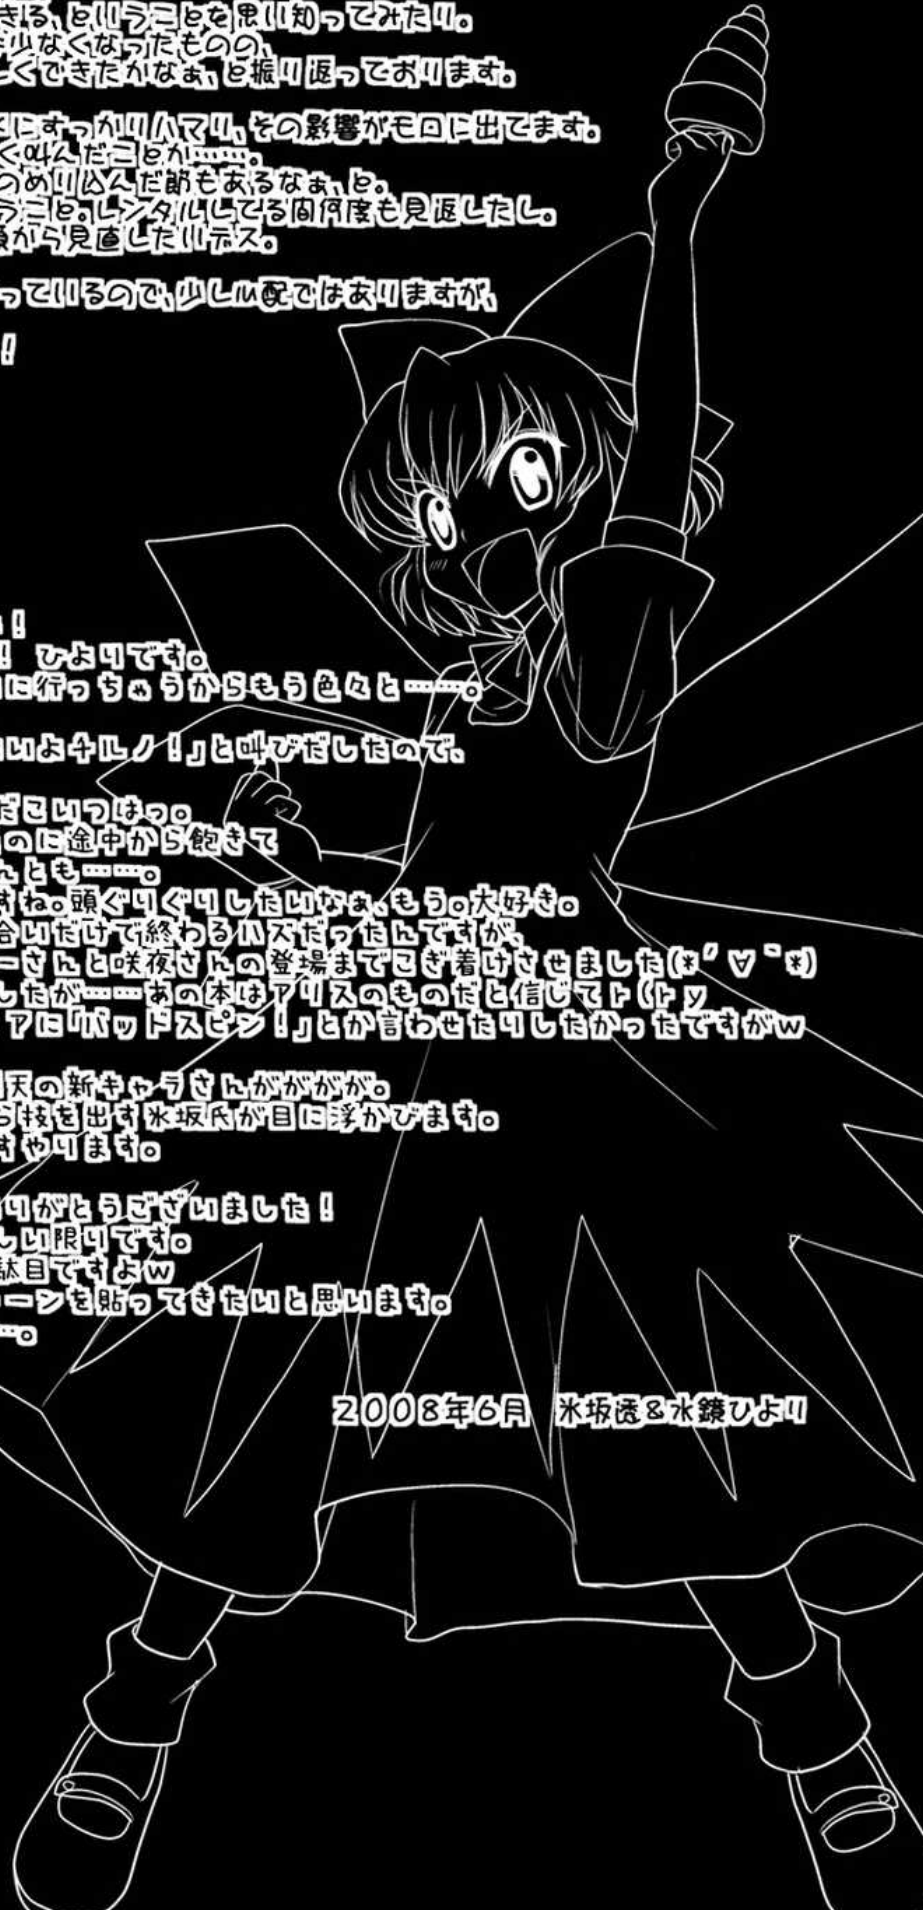 きる、ということを思い知ってみたり。
少なくなったものの、
くできたかなぁ、と振り返っております。
にすっかりハマり、その影響がモロに出てます。
く叫んだことか……。
のめり込んだ節もあるなぁ、と。
うこと。レンタルしてる間何度も見返したし。
から見直したいデス。
っているので、少し心配ではありますが、
!
!
! ひよりです。
に行っちゃうからもう色々と……。
いよチルノ!」と叫びだしたので、
だこいつはっ。
のに途中から飽きて
んとも……。
すね。頭ぐりぐりしたいなぁ、もう。大好き。
合いだけで終わるハズだったんですが、
ーさんと咲夜さんの登場までこぎ着けさせました(*´∀`*)
したが……あの本はアリスのものだと信じてト(ry
アに「バッドスピン!」とか言わせたりしたかったですがw
天の新キャラさんがががが。
ら技を出す氷坂氏が目に浮かびます。
すやります。
りがとうございました!
しい限りです。
駄目ですよw
ーンを貼ってきたいと思います。
…。
2008年6月 氷坂透&水鏡ひより